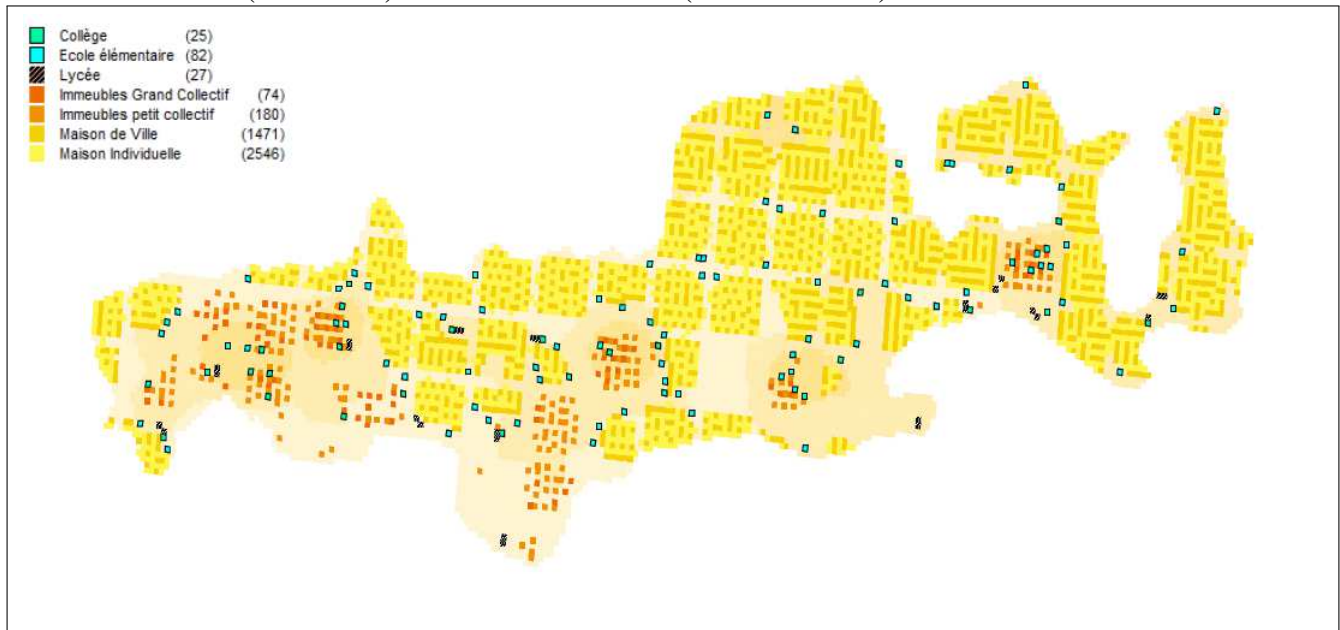 Collège (25)
Ecole élémentaire (82)
Lycée (27)
Immeubles Grand Collectif (74)
Immeubles petit collectif (180)
Maison de Ville (1471)
Maison Individuelle (2546)